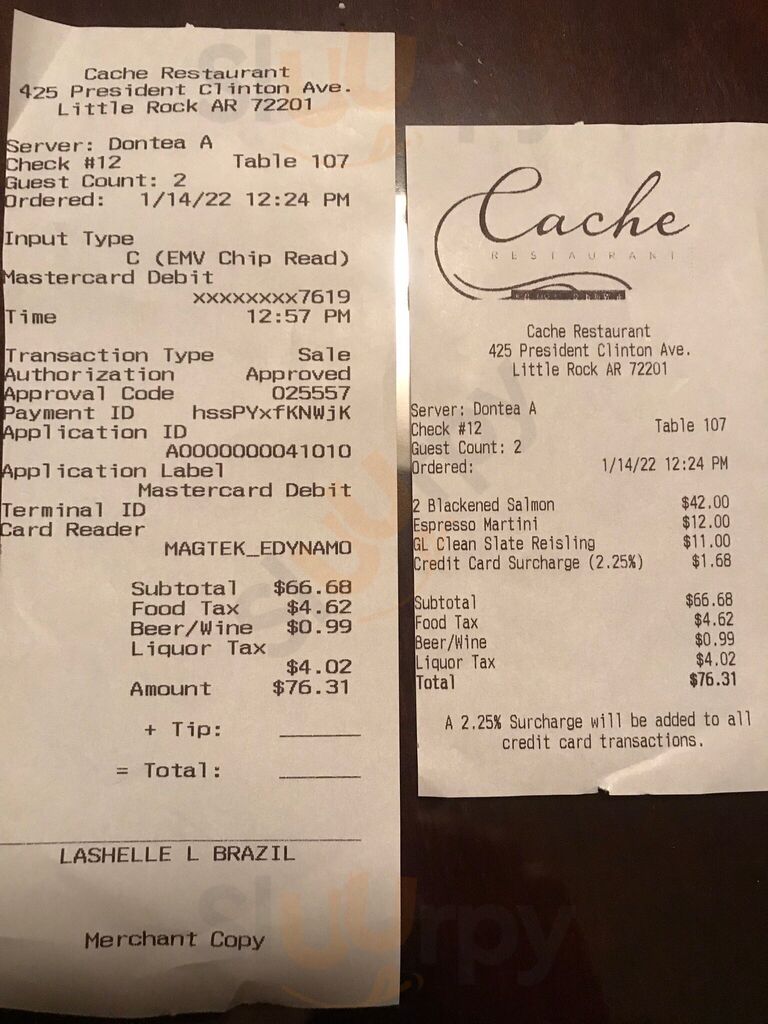 Cache Restaurant
425 President Clinton Ave.
Little Rock AR 72201
Server: Dontea A
Check #12 Table 107
Guest Count: 2
Ordered: 1/14/22 12:24 PM
Input Type
C (EMV Chip Read)
Mastercard Debit
xxxxxxxx7619
Time 12:57 PM
Transaction Type Sale
Authorization Approved
Approval Code 025557
Payment ID hssPYxfKNWjK
Application ID
A0000000041010
Application Label
Mastercard Debit
Terminal ID
Card Reader
MAGTEK_EDYNAMO
Subtotal $66.68
Food Tax $4.62
Beer/Wine $0.99
Liquor Tax
$4.02
Amount $76.31
+ Tip:
= Total:
LASHELLE L BRAZIL
Merchant Copy
Cache
RESTAURANT
Cache Restaurant
425 President Clinton Ave.
Little Rock AR 72201
Server: Dontea A
Check #12 Table 107
Guest Count: 2
Ordered: 1/14/22 12:24 PM
2 Blackened Salmon $42.00
Espresso Martini $12.00
GL Clean Slate Reisling $11.00
Credit Card Surcharge (2.25%) $1.68
Subtotal $66.68
Food Tax $4.62
Beer/Wine $0.99
Liquor Tax $4.02
Total $76.31
A 2.25% Surcharge will be added to all
credit card transactions.
Sluurpy
Sluurpy
Sluurpy